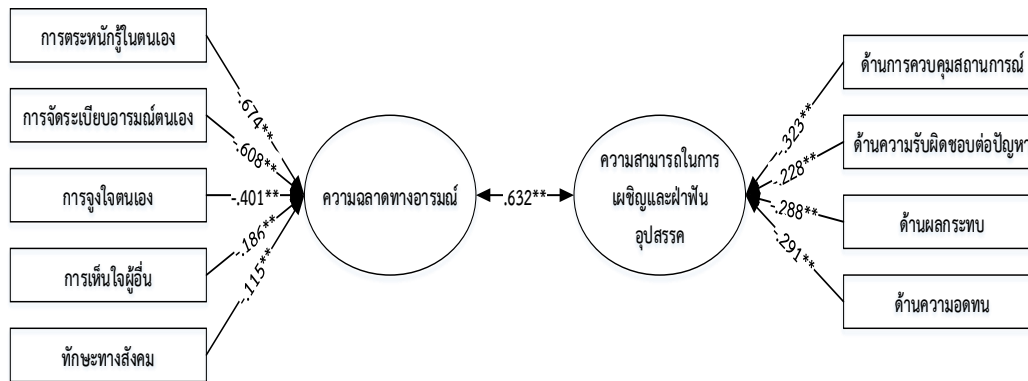 การตระหนักรู้ในตนเอง
การจัดระเบียบอารมณ์ตนเอง
การจูงใจตนเอง
การเห็นใจผู้อื่น
ทักษะทางสังคม
-.674**
-.608**
-.401**
-.186**
-.115**
ความฉลาดทางอารมณ์
.632**
ความสามารถในการ
เผชิญและฝ่าฟัน
อุปสรรค
-.323**
-.228**
-.288**
-.291**
ด้านการควบคุมสถานการณ์
ด้านความรับผิดชอบต่อปัญหา
ด้านผลกระทบ
ด้านความอดทน